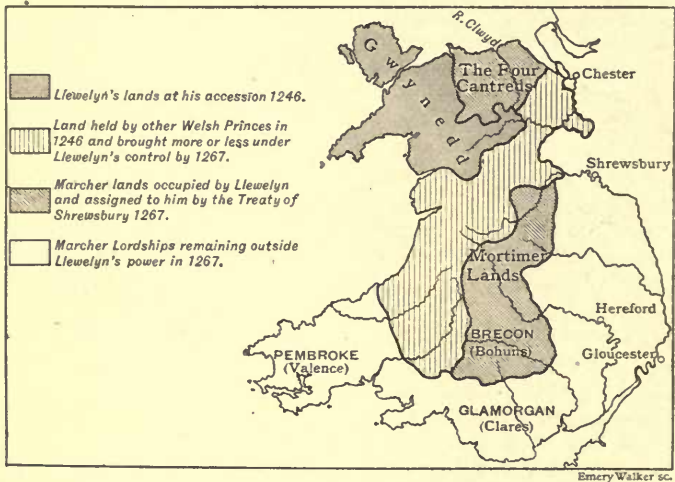 Llewelyn's lands at his accession 1246.
Land held by other Welsh Princes in
1246 and brought more or less under
Llewelyn's control by 1267.
Marcher lands occupied by Llewelyn
and assigned to him by the Treaty of
Shrewsbury 1267.
Marcher Lordships remaining outside
Llewelyn's power in 1267.
Gwynedd
R. Clwyd
The Four
Cantreds
Chester
Shrewsbury
Mortimer
Lands
Hereford
BRECON
(Bohuns)
Gloucester
PEMBROKE
(Valence)
GLAMORGAN
(Clares)
Emery Walker sc.